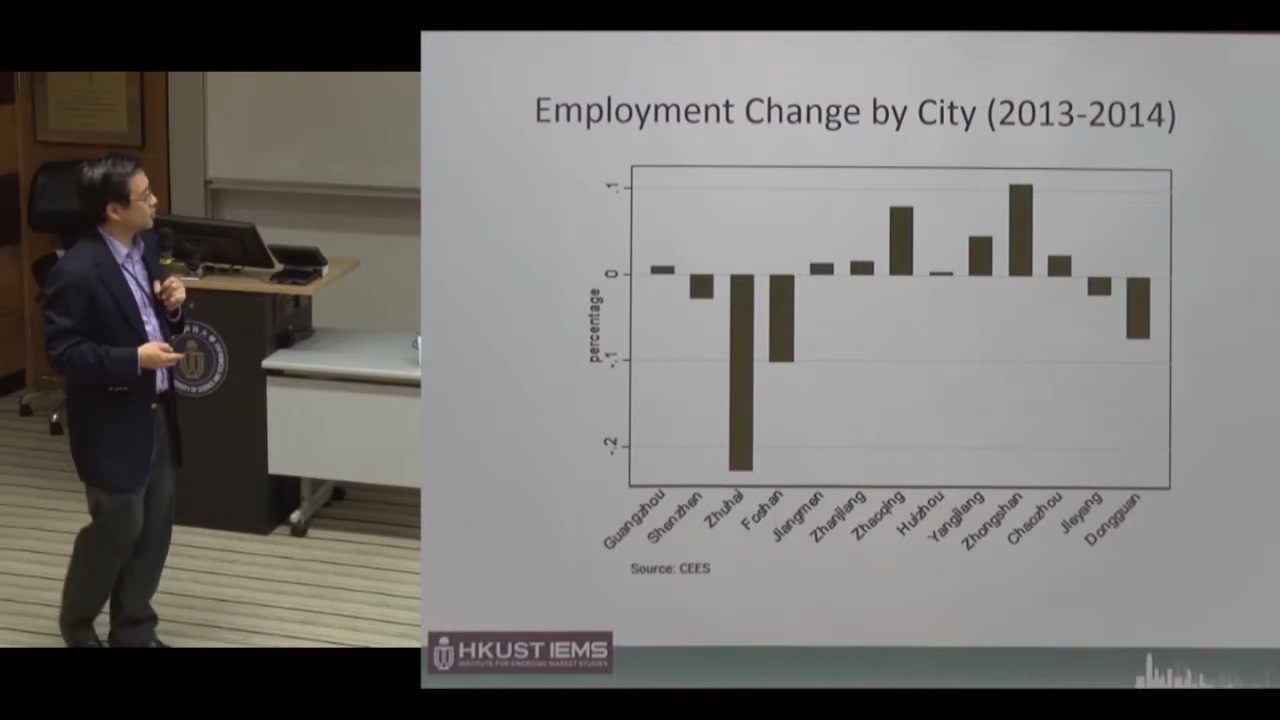 Employment Change by City (2013-2014)
.1
0
-.1
-.2
percentage
Guangzhou
Shenzhen
Zhuhai
Foshan
Jiangmen
Zhanjiang
Zhaoqing
Huizhou
Yangjiang
Zhongshan
Chaozhou
Jieyang
Dongguan
Source: CEES
HKUST IEMS
INSTITUTE FOR EMERGING MARKET STUDIES